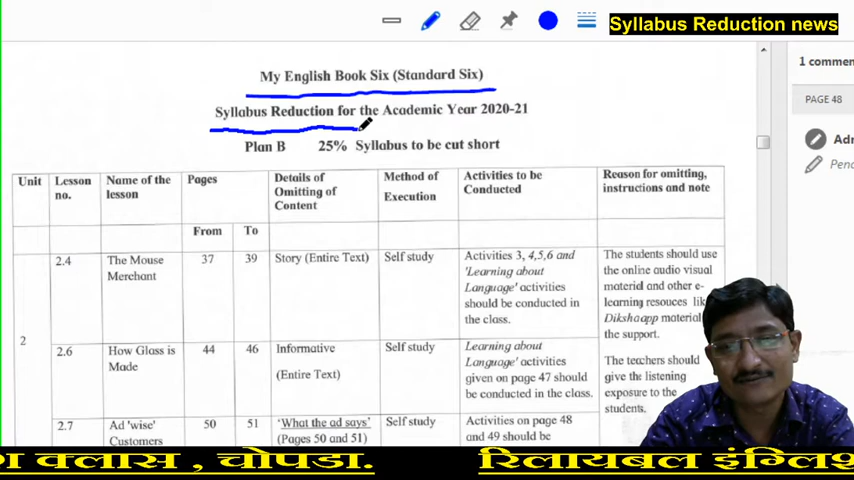 Syllabus Reduction news
1 commen
My English Book Six (Standard Six)
Syllabus Reduction for the Academic Year 2020-21
PAGE 48
Plan B 25% Syllabus to be cut short
Unit Lesson no. Name of the lesson Pages Details of Omitting of Content Method of Execution Activities to be Conducted Reason for omitting, instructions and note
From To
2
2.4 The Mouse Merchant 37 39 Story (Entire Text) Self study Activities 3, 4,5,6 and 'Learning about Language' activities should be conducted in the class.
The students should use the online audio visual material and other e-learning resouces lik Diksha app material the support.
2.6 How Glass is Made 44 46 Informative (Entire Text) Self study Learning about Language' activities given on page 47 should be conducted in the class.
The teachers should give the listening exposure to the students.
2.7 Ad 'wise' Customers 50 51 'What the ad says' (Pages 50 and 51) Self study Activities on page 48 and 49 should be
Adr
Penc
ग क्लास , चोपडा. रिलायबल इंग्लिश